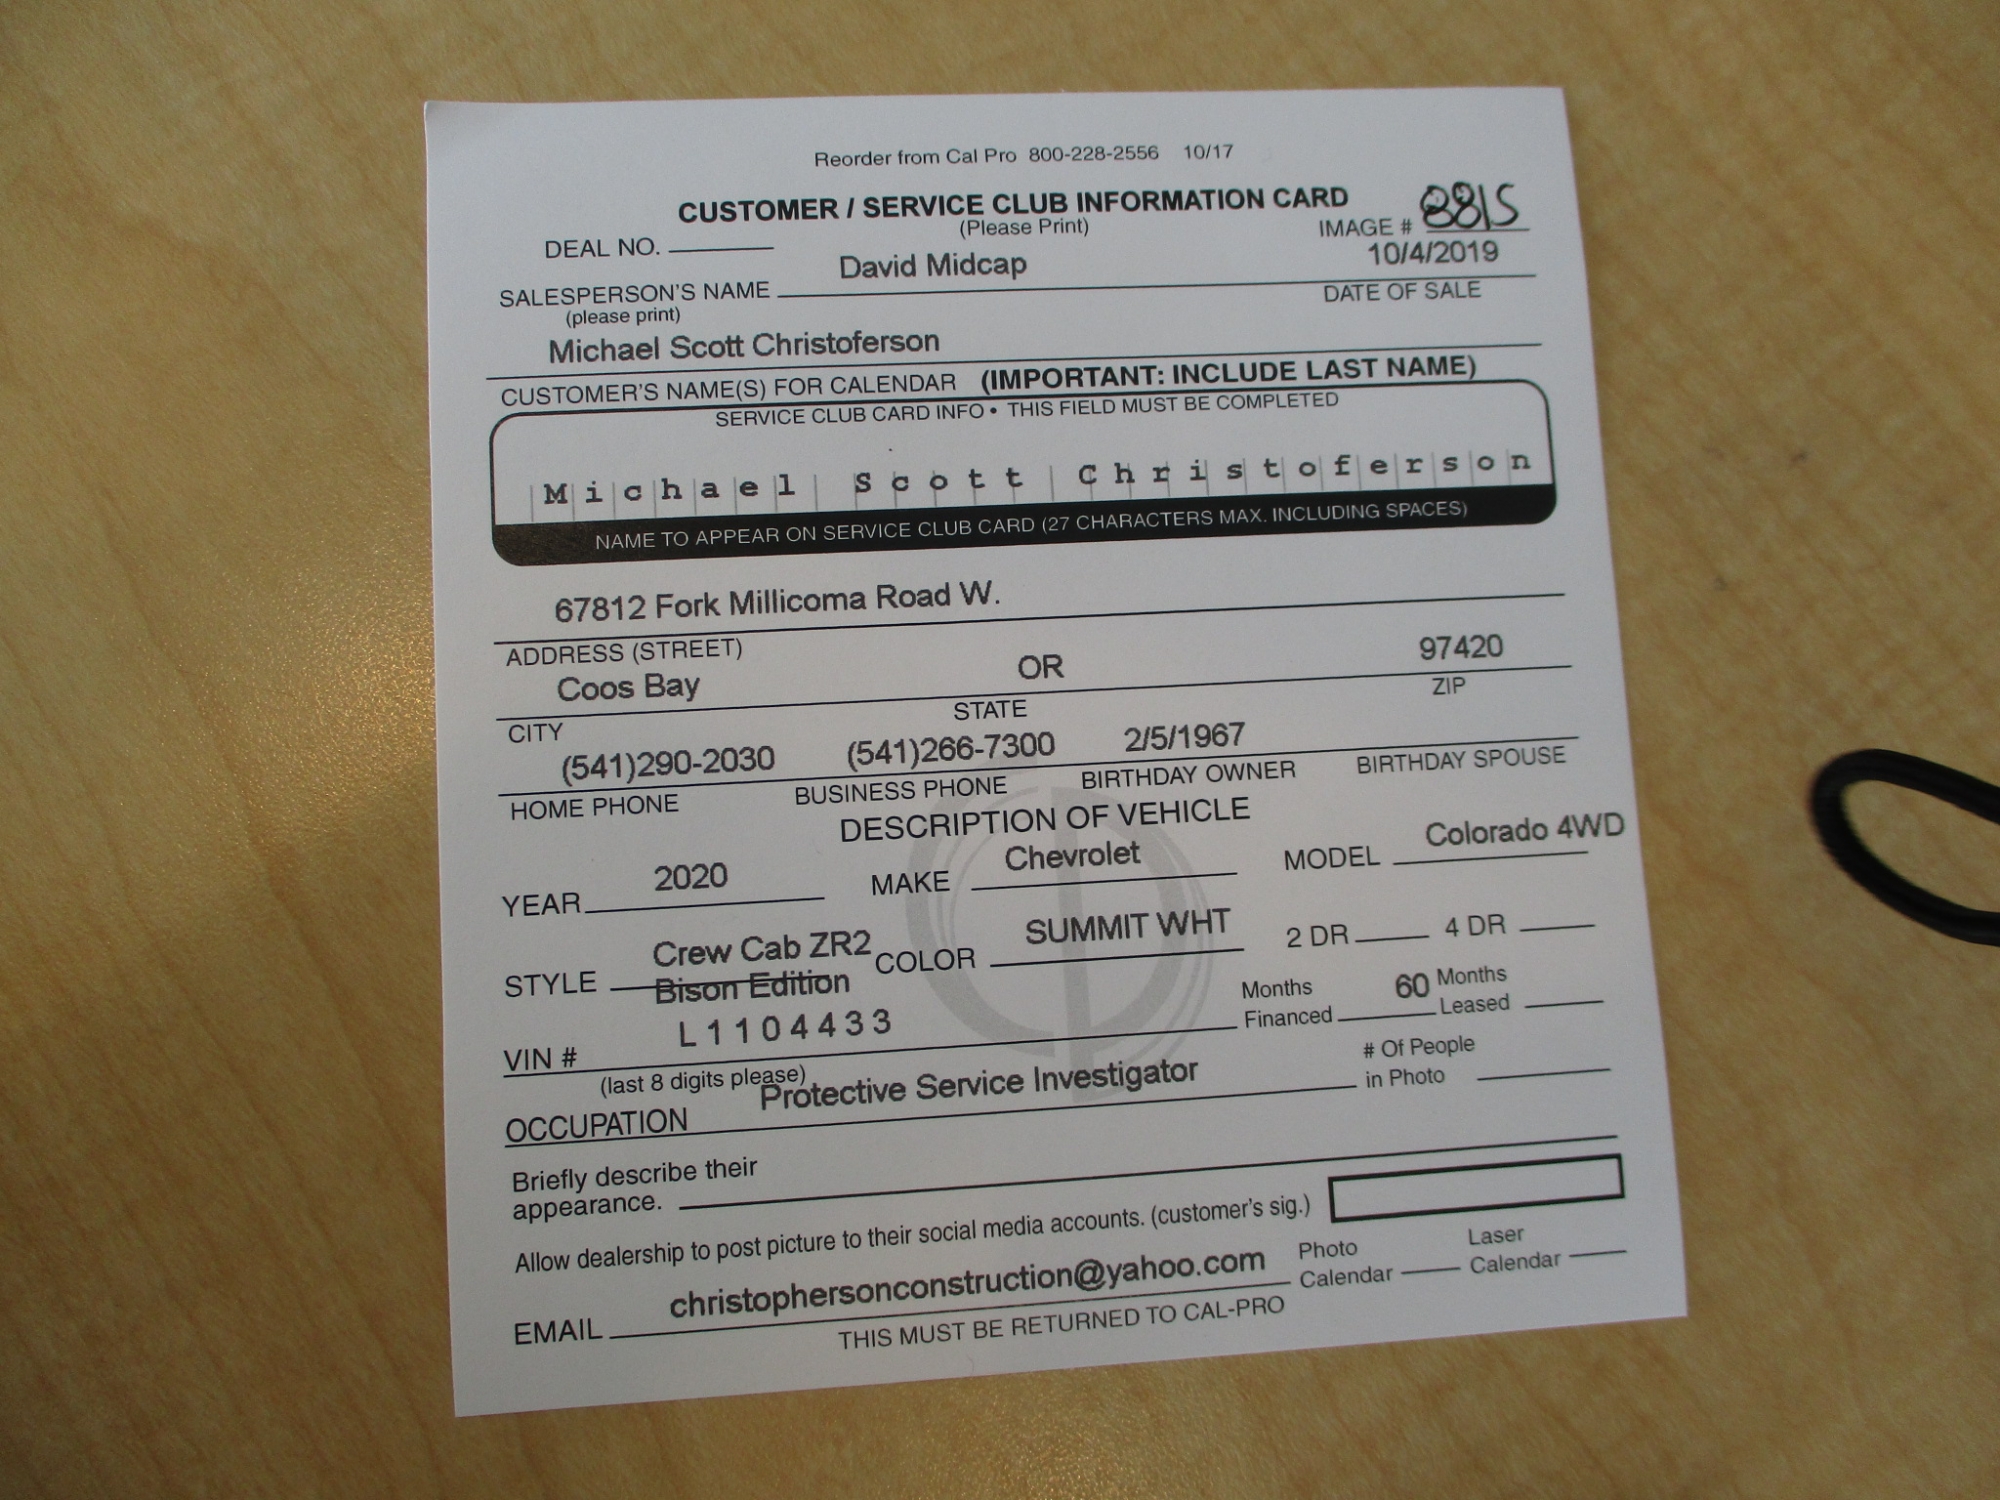 Reorder from Cal Pro 800-228-2556 10/17
CUSTOMER / SERVICE CLUB INFORMATION CARD
(Please Print)
IMAGE # 8815
DEAL NO.
David Midcap 10/4/2019
SALESPERSON'S NAME DATE OF SALE
(please print)
Michael Scott Christoferson
CUSTOMER'S NAME(S) FOR CALENDAR (IMPORTANT: INCLUDE LAST NAME)
SERVICE CLUB CARD INFO • THIS FIELD MUST BE COMPLETED
Michael Scott Christoferson
NAME TO APPEAR ON SERVICE CLUB CARD (27 CHARACTERS MAX. INCLUDING SPACES)
67812 Fork Millicoma Road W.
ADDRESS (STREET)
Coos Bay OR 97420
CITY STATE ZIP
(541)290-2030 (541)266-7300 2/5/1967
HOME PHONE BUSINESS PHONE BIRTHDAY OWNER BIRTHDAY SPOUSE
DESCRIPTION OF VEHICLE
YEAR 2020 MAKE Chevrolet MODEL Colorado 4WD
STYLE Crew Cab ZR2 COLOR SUMMIT WHT 2 DR 4 DR
Bison Edition
VIN # L1104433 Months Financed 60 Months Leased
(last 8 digits please)
OCCUPATION Protective Service Investigator # Of People in Photo
Briefly describe their
appearance.
Allow dealership to post picture to their social media accounts. (customer's sig.)
EMAIL christophersonconstruction@yahoo.com Photo Calendar Laser Calendar
THIS MUST BE RETURNED TO CAL-PRO